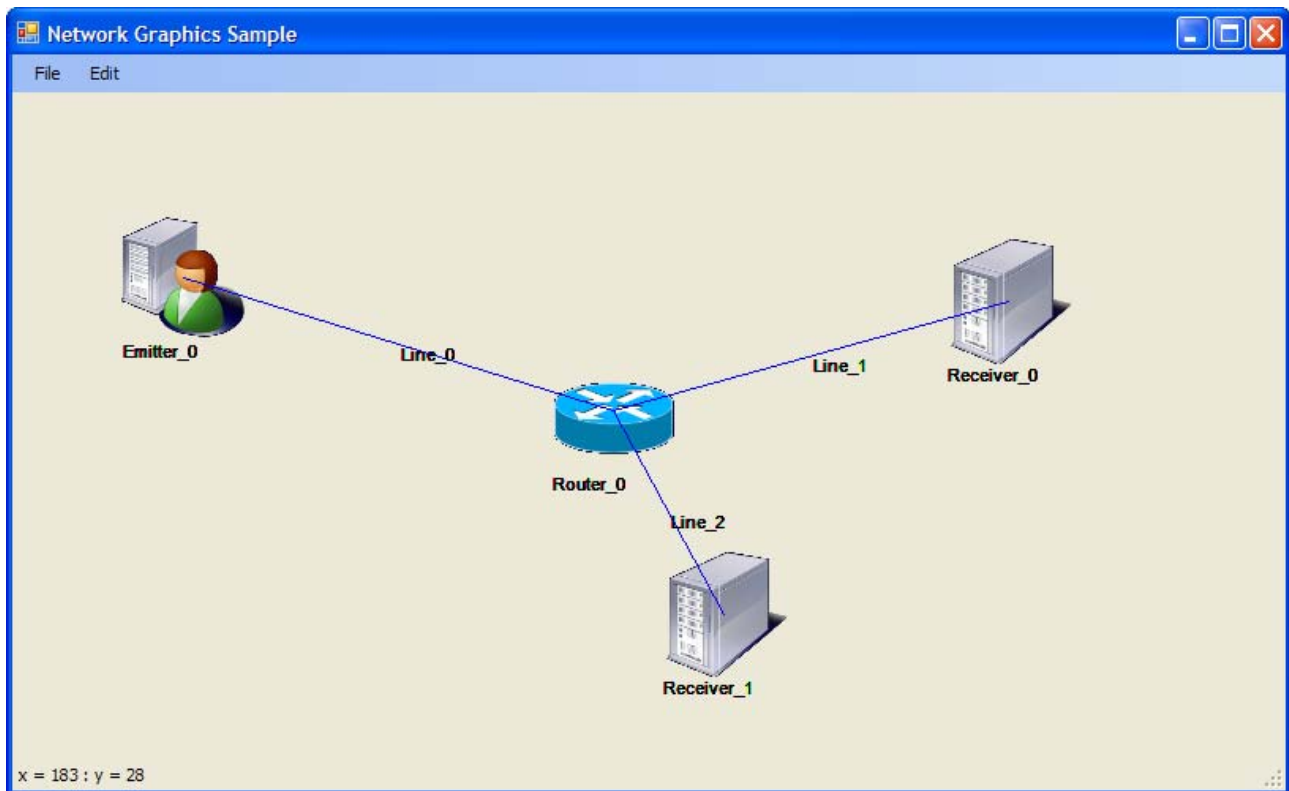 Network Graphics Sample
File Edit
Emitter_0
Line_0
Line_1
Receiver_0
Router_0
Line_2
Receiver_1
x = 183 : y = 28